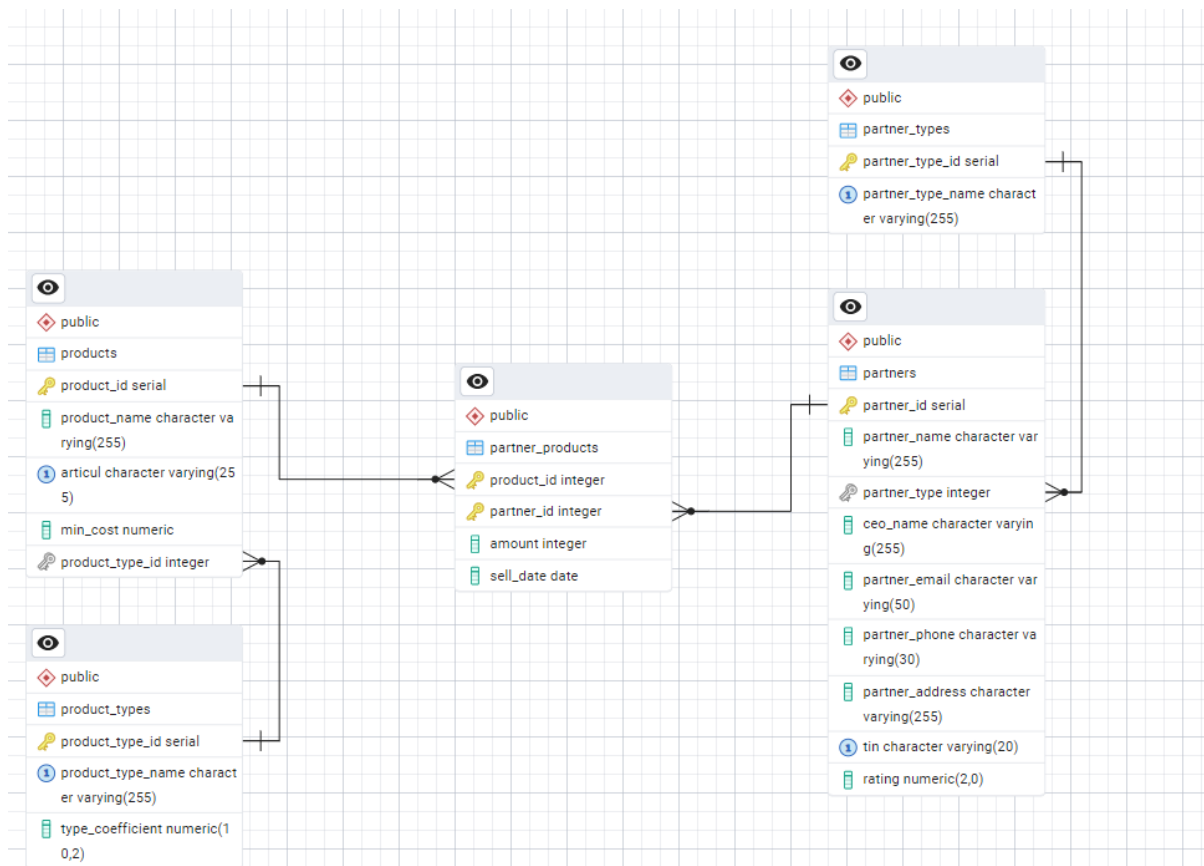 public
partner_types
partner_type_id serial
partner_type_name charact
er varying(255)
public
products
product_id serial
product_name character va
rying(255)
articul character varying(25
5)
min_cost numeric
product_type_id integer
public
partner_products
product_id integer
partner_id integer
amount integer
sell_date date
public
partners
partner_id serial
partner_name character var
ying(255)
partner_type integer
ceo_name character varyin
g(255)
partner_email character var
ying(50)
partner_phone character va
rying(30)
partner_address character
varying(255)
1 tin character varying(20)
rating numeric(2,0)
public
product_types
product_type_id serial
product_type_name charact
er varying(255)
type_coefficient numeric(1
0,2)